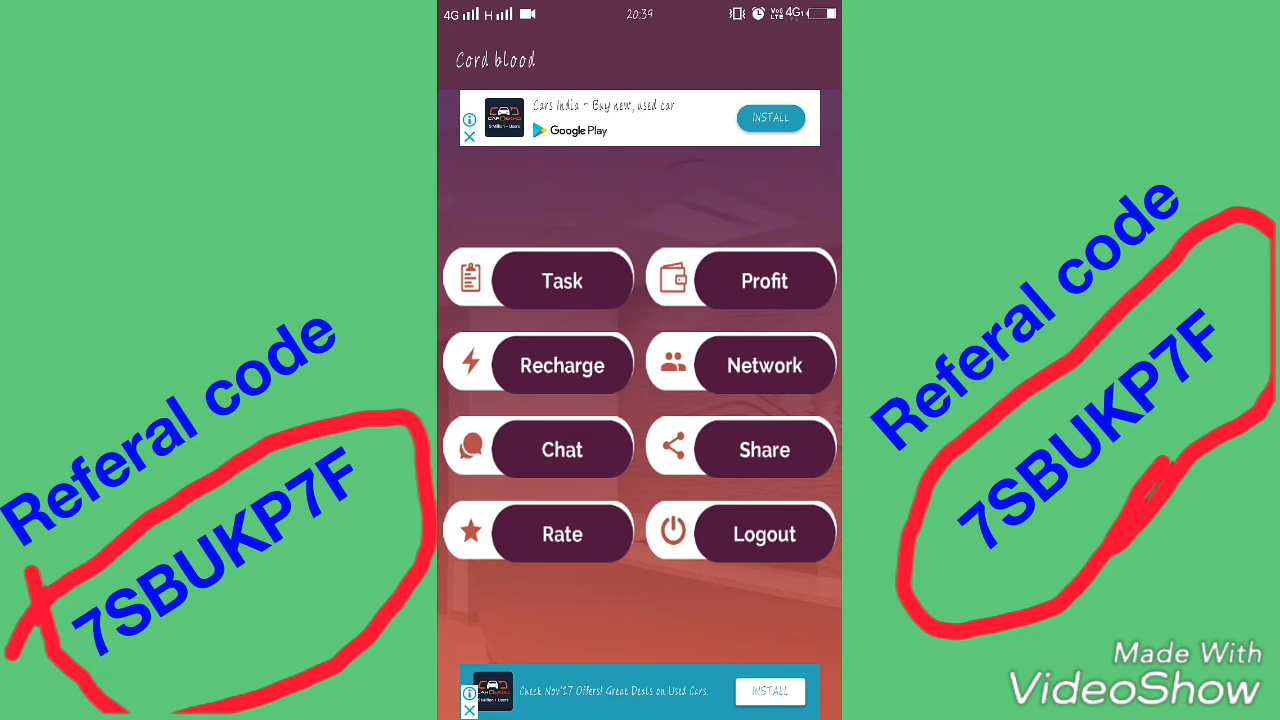 4G H 20:39 VoLTE 4G
Cord blood
Cars India - Buy new, used car
Google Play
INSTALL
Task
Profit
Recharge
Network
Chat
Share
Rate
Logout
Check Nov'17 Offers! Great Deals on Used Cars.
INSTALL
Referal code
7SBUKP7F
Referal code
7SBUKP7F
Made With
VideoShow